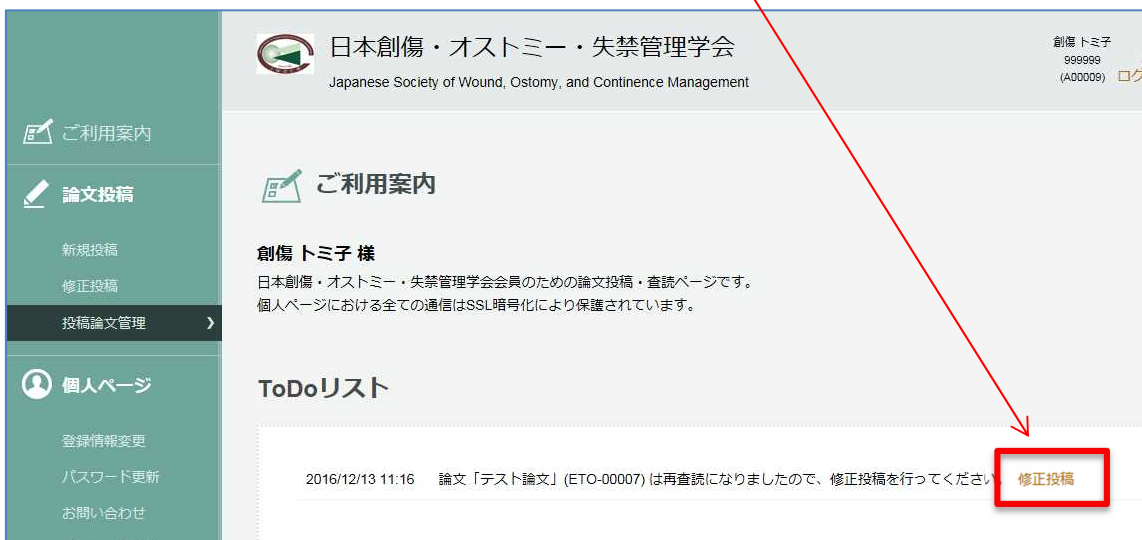 日本創傷・オストミー・失禁管理学会
Japanese Society of Wound, Ostomy, and Continence Management
創傷 トミ子
999999
(A00009)
ログ
ご利用案内
論文投稿
新規投稿
修正投稿
投稿論文管理
個人ページ
登録情報変更
パスワード更新
お問い合わせ
ご利用案内
創傷 トミ子 様
日本創傷・オストミー・失禁管理学会会員のための論文投稿・査読ページです。
個人ページにおける全ての通信はSSL暗号化により保護されています。
ToDoリスト
2016/12/13 11:16 論文「テスト論文」(ETO-00007) は再査読になりましたので、修正投稿を行ってください 修正投稿